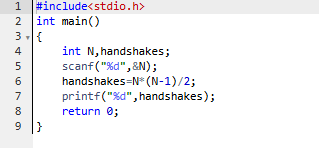 1 #include<stdio.h>
2 int main()
3 {
4 int N,handshakes;
5 scanf("%d",&N);
6 handshakes=N*(N-1)/2;
7 printf("%d",handshakes);
8 return 0;
9 }